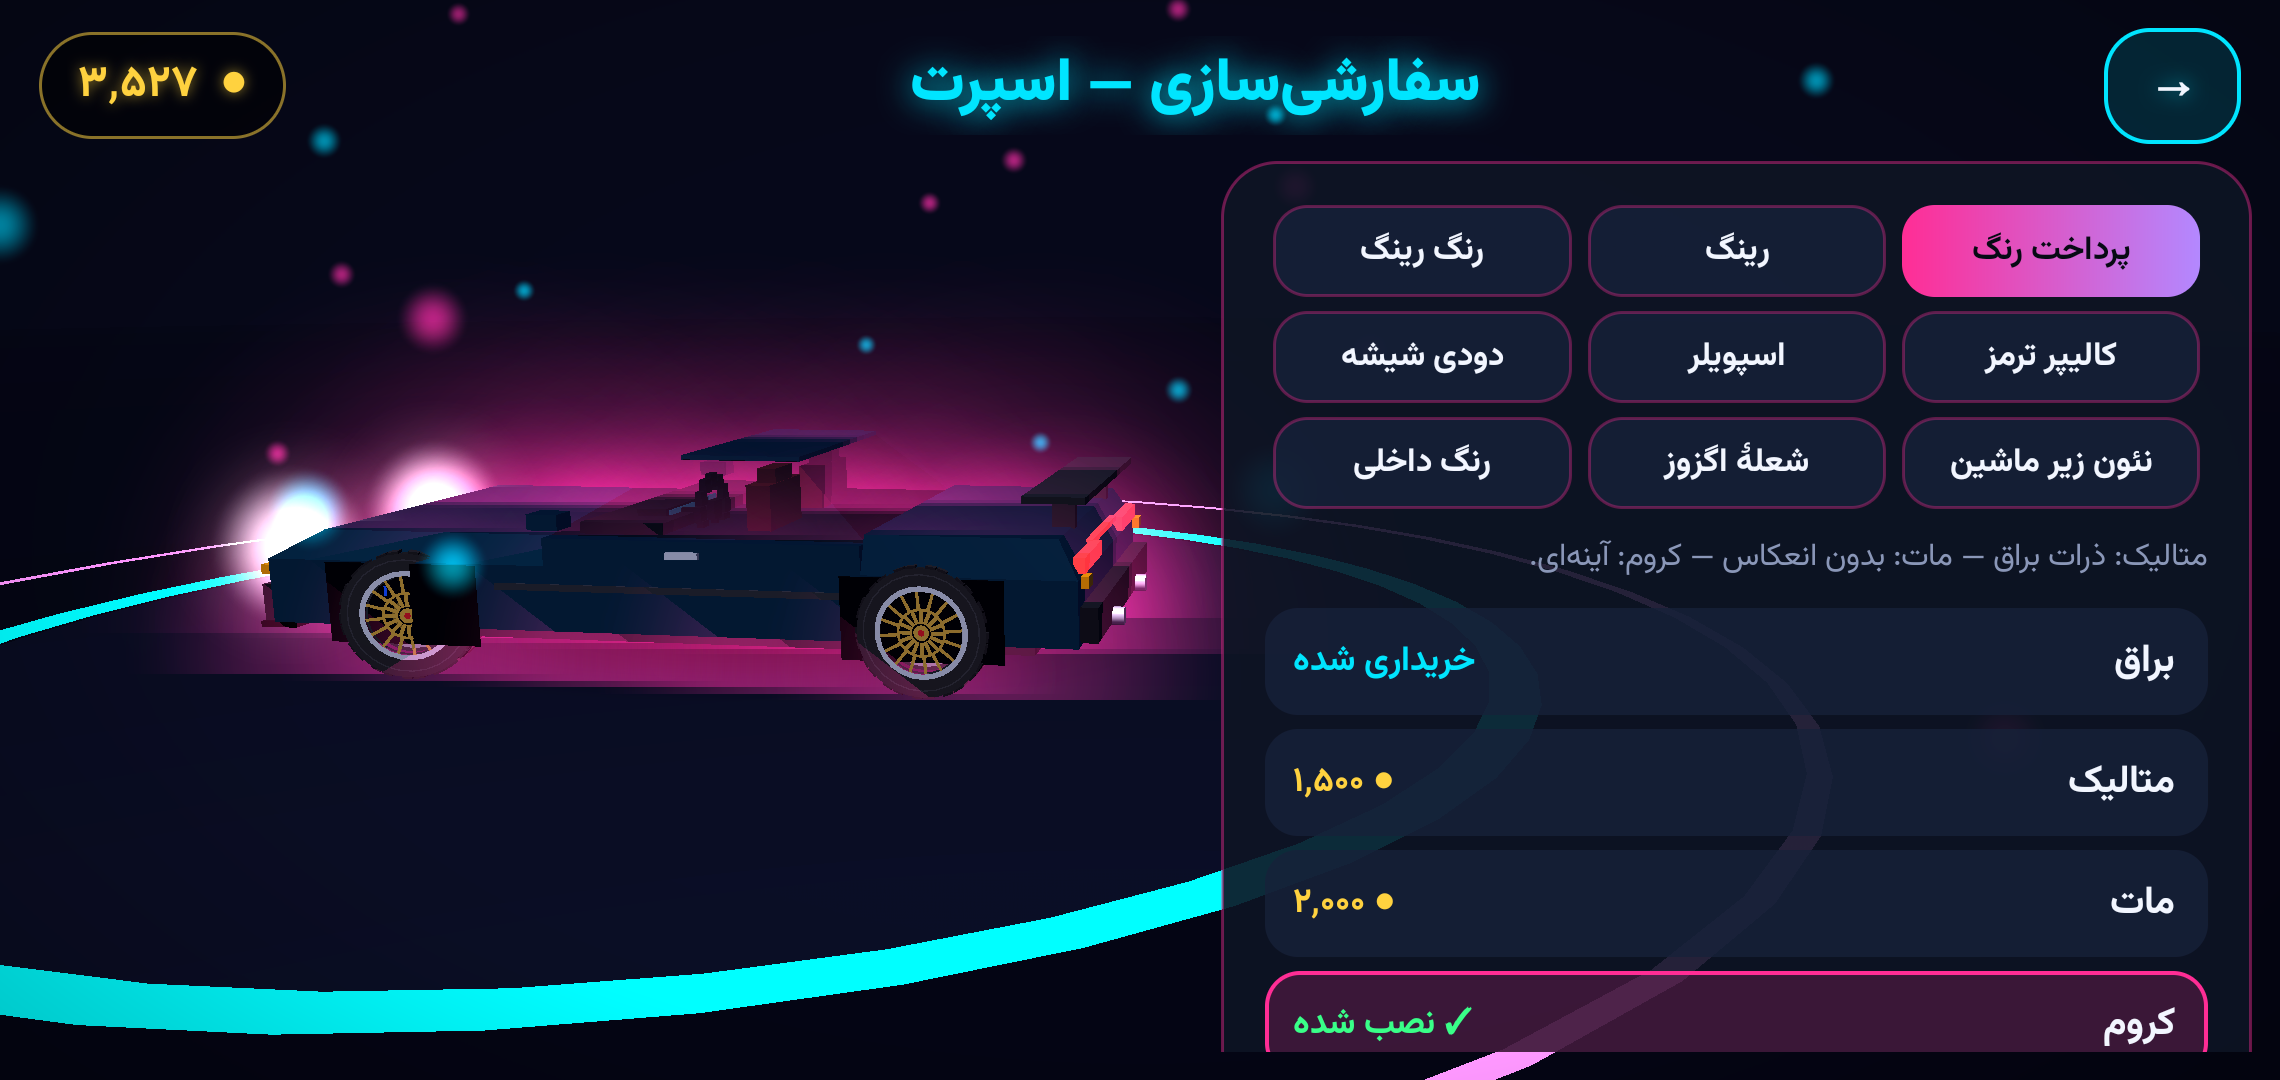 →
سفارشی‌سازی – اسپرت
۳,۵۲۷
پرداخت رنگ
رینگ
رنگ رینگ
کالیپر ترمز
اسپویلر
دودی شیشه
نئون زیر ماشین
شعلهٔ اگزوز
رنگ داخلی
متالیک: ذرات براق – مات: بدون انعکاس – کروم: آینه‌ای.
براق
خریداری شده
متالیک
۱,۵۰۰
مات
۲,۰۰۰
کروم
✓ نصب شده